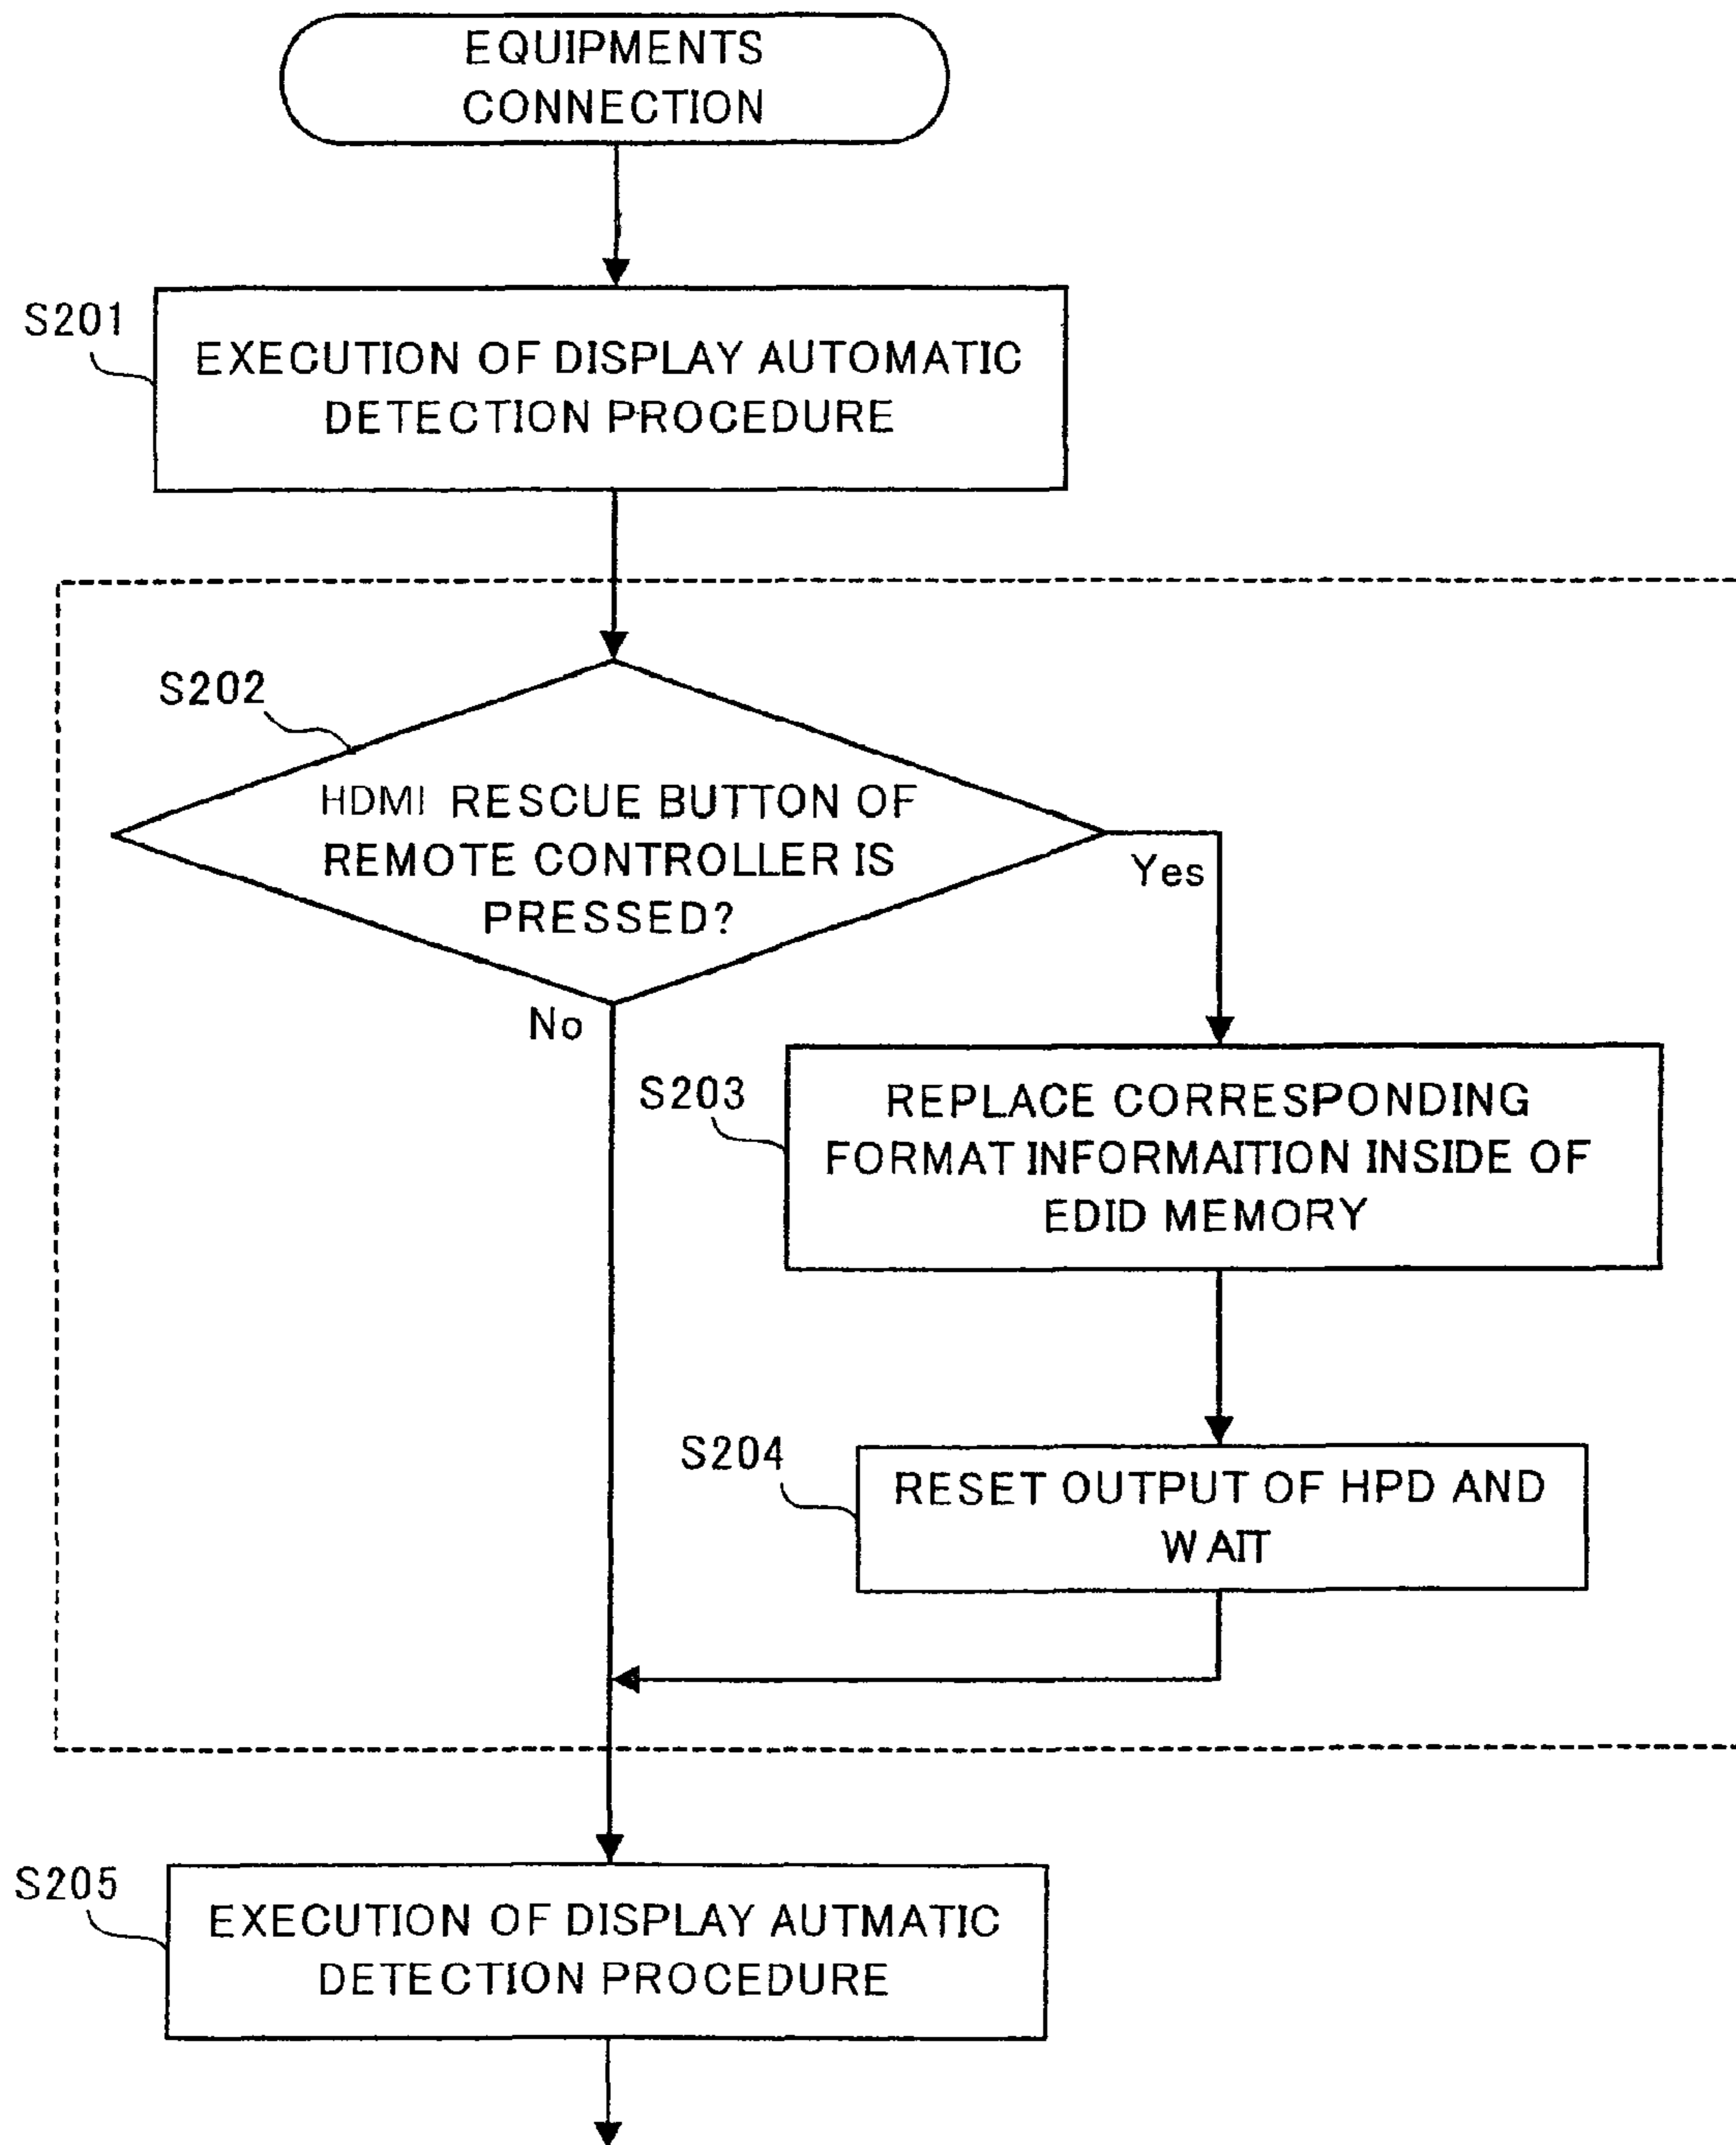 EQUIPMENTS
CONNECTION
S201
EXECUTION OF DISPLAY AUTOMATIC
DETECTION PROCEDURE
S202
HDMI RESCUE BUTTON OF
REMOTE CONTROLLER IS
PRESSED?
Yes
No
S203
REPLACE CORRESPONDING
FORMAT INFORMAITION INSIDE OF
EDID MEMORY
S204
RESET OUTPUT OF HPD AND
WAIT
S205
EXECUTION OF DISPLAY AUTMATIC
DETECTION PROCEDURE